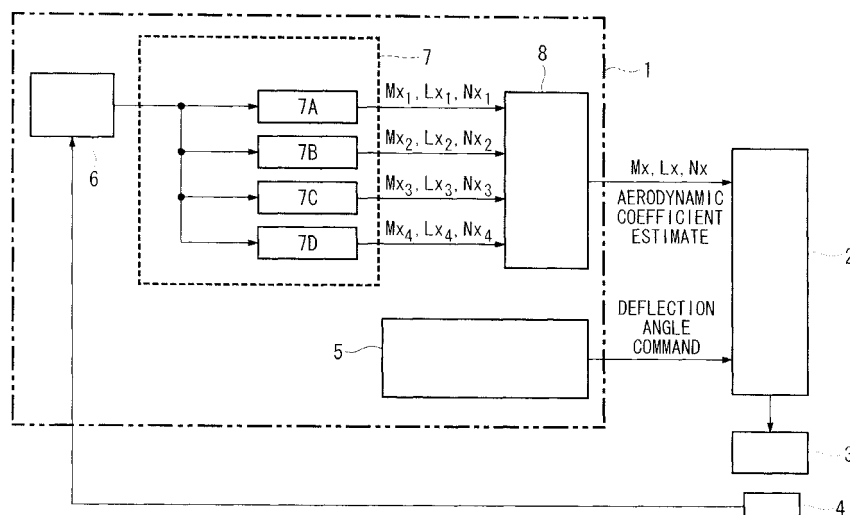 7
1
8
6
7A
7B
7C
7D
Mx₁, Lx₁, Nx₁
Mx₂, Lx₂, Nx₂
Mx₃, Lx₃, Nx₃
Mx₄, Lx₄, Nx₄
Mx, Lx, Nx
AERODYNAMIC
COEFFICIENT
ESTIMATE
2
5
DEFLECTION
ANGLE
COMMAND
3
4